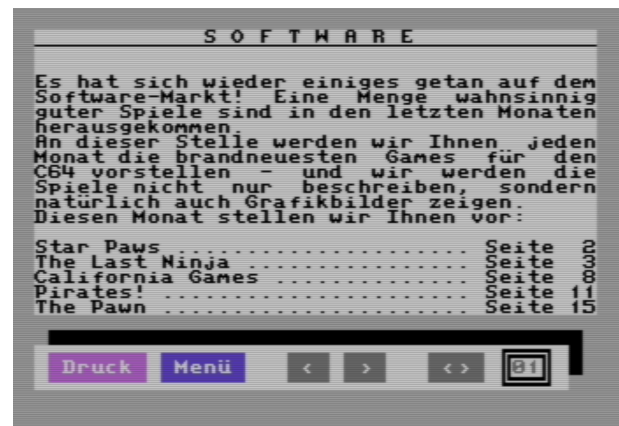 S O F T W A R E
Es hat sich wieder einiges getan auf dem
Software-Markt! Eine Menge wahnsinnig
guter Spiele sind in den letzten Monaten
herausgekommen.
An dieser Stelle werden wir Ihnen jeden
Monat die brandneuesten Games für den
C64 vorstellen - und wir werden die
Spiele nicht nur beschreiben, sondern
natürlich auch Grafikbilder zeigen.
Diesen Monat stellen wir Ihnen vor:
Star Paws ..................... Seite 2
The Last Ninja ................ Seite 3
California Games .............. Seite 8
Pirates! ...................... Seite 11
The Pawn ...................... Seite 15
Druck Menü < > <> 01